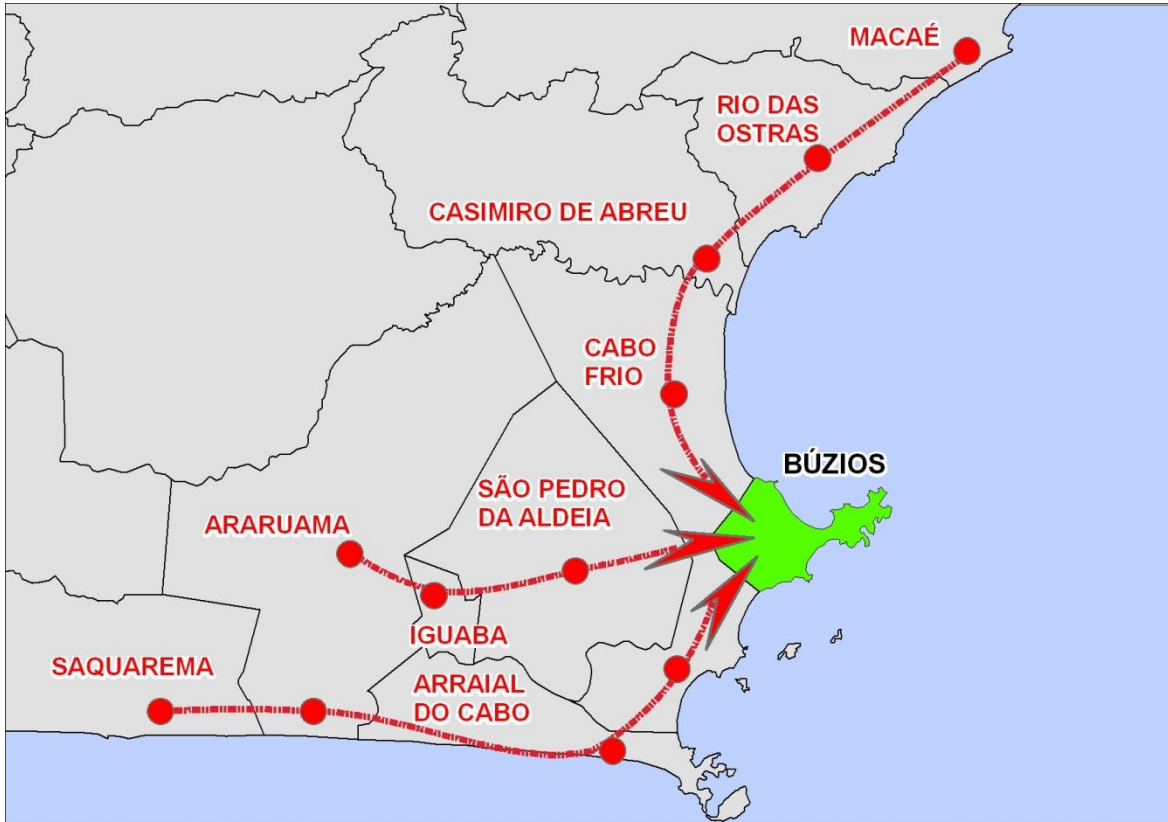 MACAÉ
RIO DAS
OSTRAS
CASIMIRO DE ABREU
CABO
FRIO
BÚZIOS
SÃO PEDRO
DA ALDEIA
ARARUAMA
IGUABA
SAQUAREMA
ARRAIAL
DO CABO